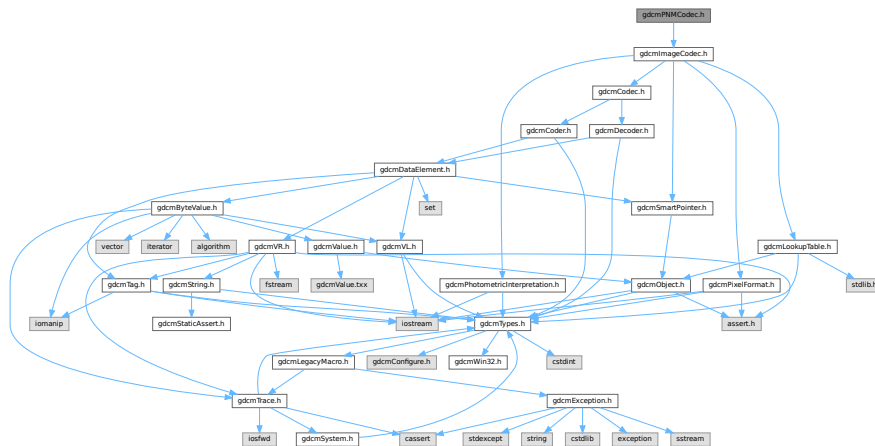 gdcmPNMCodec.h
gdcmImageCodec.h
gdcmCodec.h
gdcmCoder.h
gdcmDecoder.h
gdcmDataElement.h
gdcmByteValue.h
set
gdcmSmartPointer.h
vector
iterator
algorithm
gdcmVR.h
gdcmValue.h
gdcmVL.h
gdcmLookupTable.h
gdcmTag.h
gdcmString.h
fstream
gdcmValue.txx
gdcmPhotometricInterpretation.h
gdcmObject.h
gdcmPixelFormat.h
stdlib.h
iomanip
gdcmStaticAssert.h
iostream
gdcmTypes.h
assert.h
gdcmLegacyMacro.h
gdcmConfigure.h
gdcmWin32.h
cstdint
gdcmTrace.h
gdcmException.h
iosfwd
gdcmSystem.h
cassert
stdexcept
string
cstdlib
exception
sstream